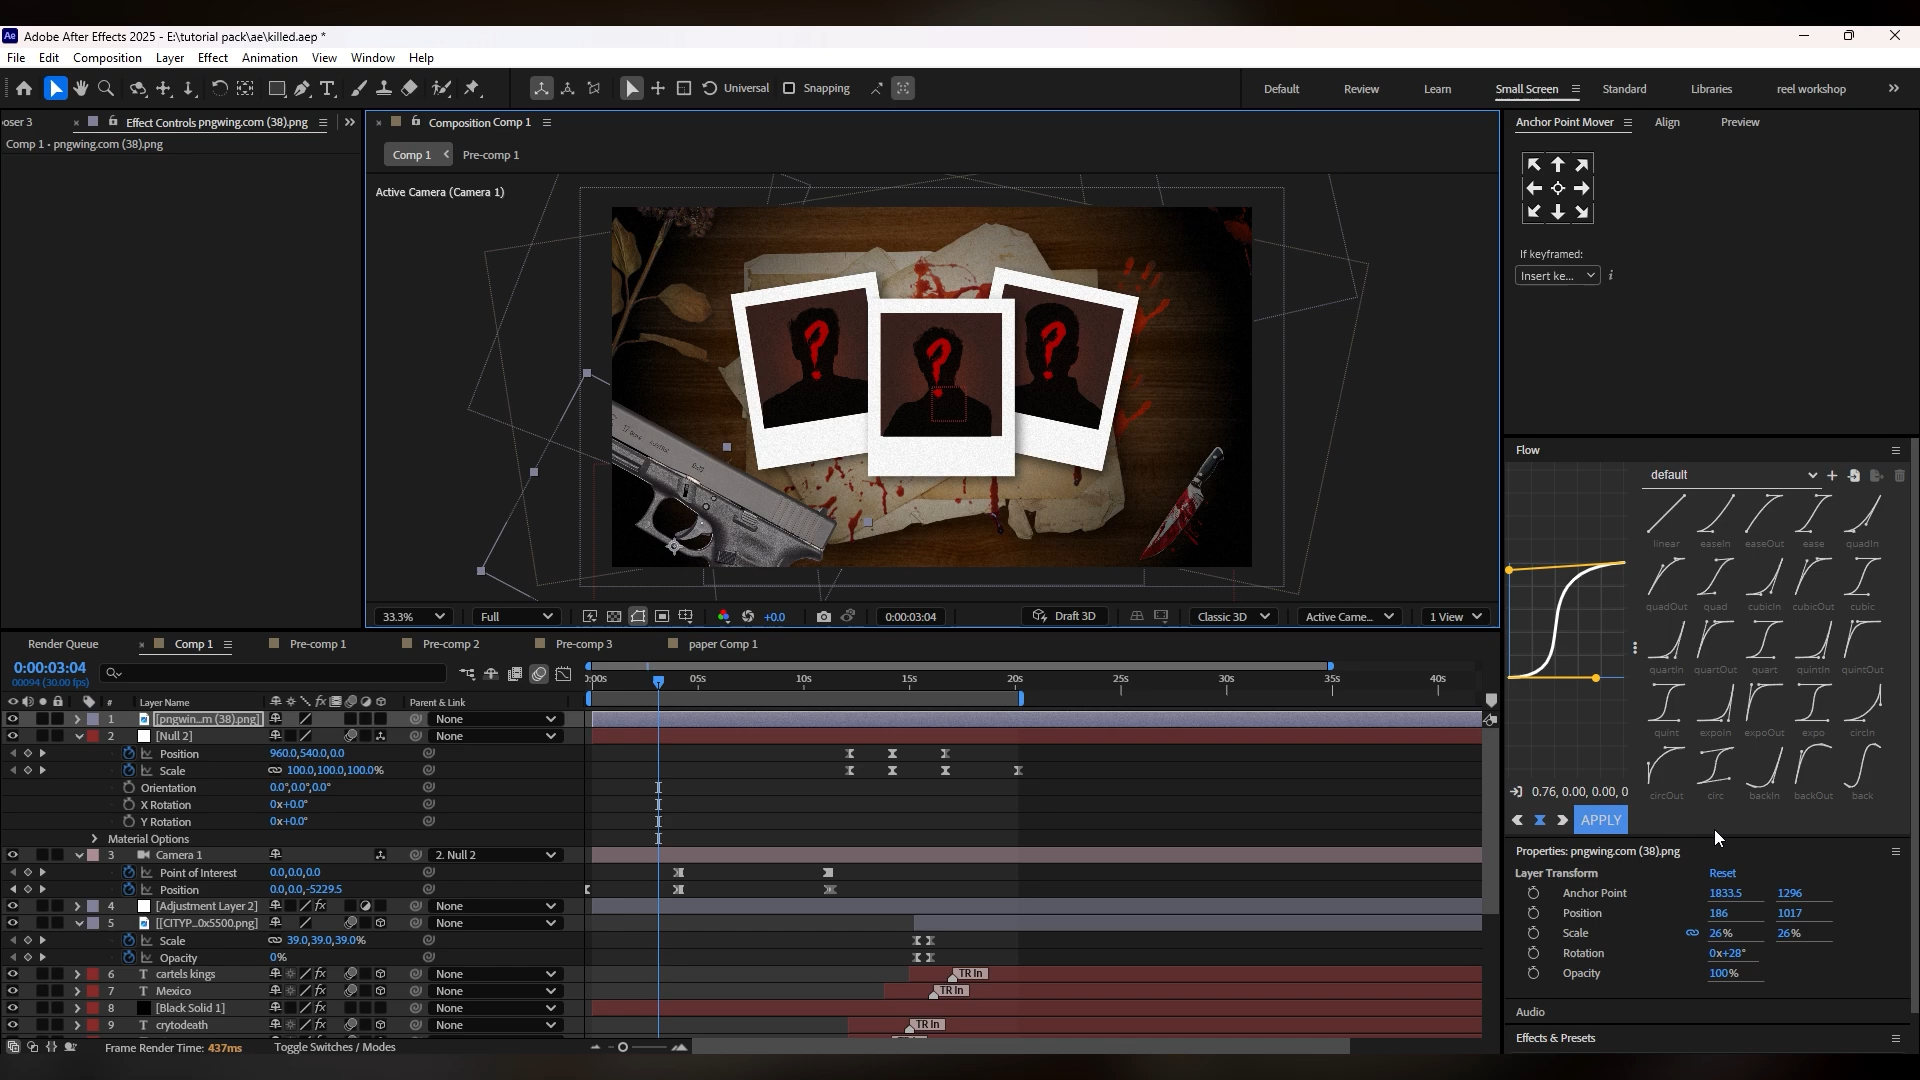 Ae Adobe After Effects 2025 - E:\tutorial pack\ae\killed.aep *
File Edit Composition Layer Effect Animation View Window Help
Universal Snapping Default Review Learn Small Screen Standard Libraries reel workshop
oser 3 Effect Controls pngwing.com (38).png
Composition Comp 1
Anchor Point Mover Align Preview
Comp 1 • pngwing.com (38).png
Comp 1 Pre-comp 1
Active Camera (Camera 1)
If keyframed:
Insert ke...
Flow
default
linear easeIn easeOut ease quadIn
quadOut quad cubicIn cubicOut cubic
quartIn quartOut quart quintIn quintOut
quint expoIn expoOut expo circIn
circOut circ backIn backOut back
0.76, 0.00, 0.00, 0
APPLY
33.3% Full +0.0 0:00:03:04 Draft 3D Classic 3D Active Came... 1 View
Properties: pngwing.com (38).png
Layer Transform Reset
Anchor Point 1833.5 1296
Position 186 1017
Scale 26% 26%
Rotation 0x+28°
Opacity 100%
Audio
Effects & Presets
Render Queue Comp 1 Pre-comp 1 Pre-comp 2 Pre-comp 3 paper Comp 1
0:00:03:04
00094 (30.00 fps)
:00s 05s 10s 15s 20s 25s 30s 35s 40s
# Layer Name fx Parent & Link
1 [pngwin...m (38).png] None
2 [Null 2] None
Position 960.0,540.0,0.0
Scale 100.0,100.0,100.0%
Orientation 0.0°,0.0°,0.0°
X Rotation 0x+0.0°
Y Rotation 0x+0.0°
Material Options
3 Camera 1 2. Null 2
Point of Interest 0.0,0.0,0.0
Position 0.0,0.0,-5229.5
4 [Adjustment Layer 2] fx None
5 [[CITYP...0x5500.png] None
Scale 39.0,39.0,39.0%
Opacity 0%
6 T cartels kings fx None TR In
7 T Mexico fx None TR In
8 [Black Solid 1] fx None
9 T crytodeath fx None TR In
Frame Render Time: 437ms Toggle Switches / Modes